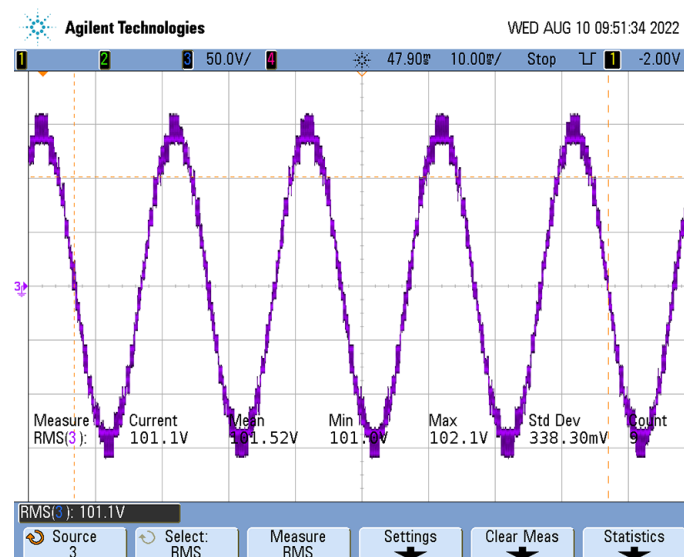 Agilent Technologies WED AUG 10 09:51:34 2022
1 2 3 50.0V/ 4 47.90ms 10.00ms/ Stop 1 -2.00V
3
Measure Current Mean Min Max Std Dev Count
RMS(3): 101.1V 101.52V 101.0V 102.1V 338.30mV 9
RMS(3): 101.1V
Source Select: Measure Settings Clear Meas Statistics
3 RMS RMS